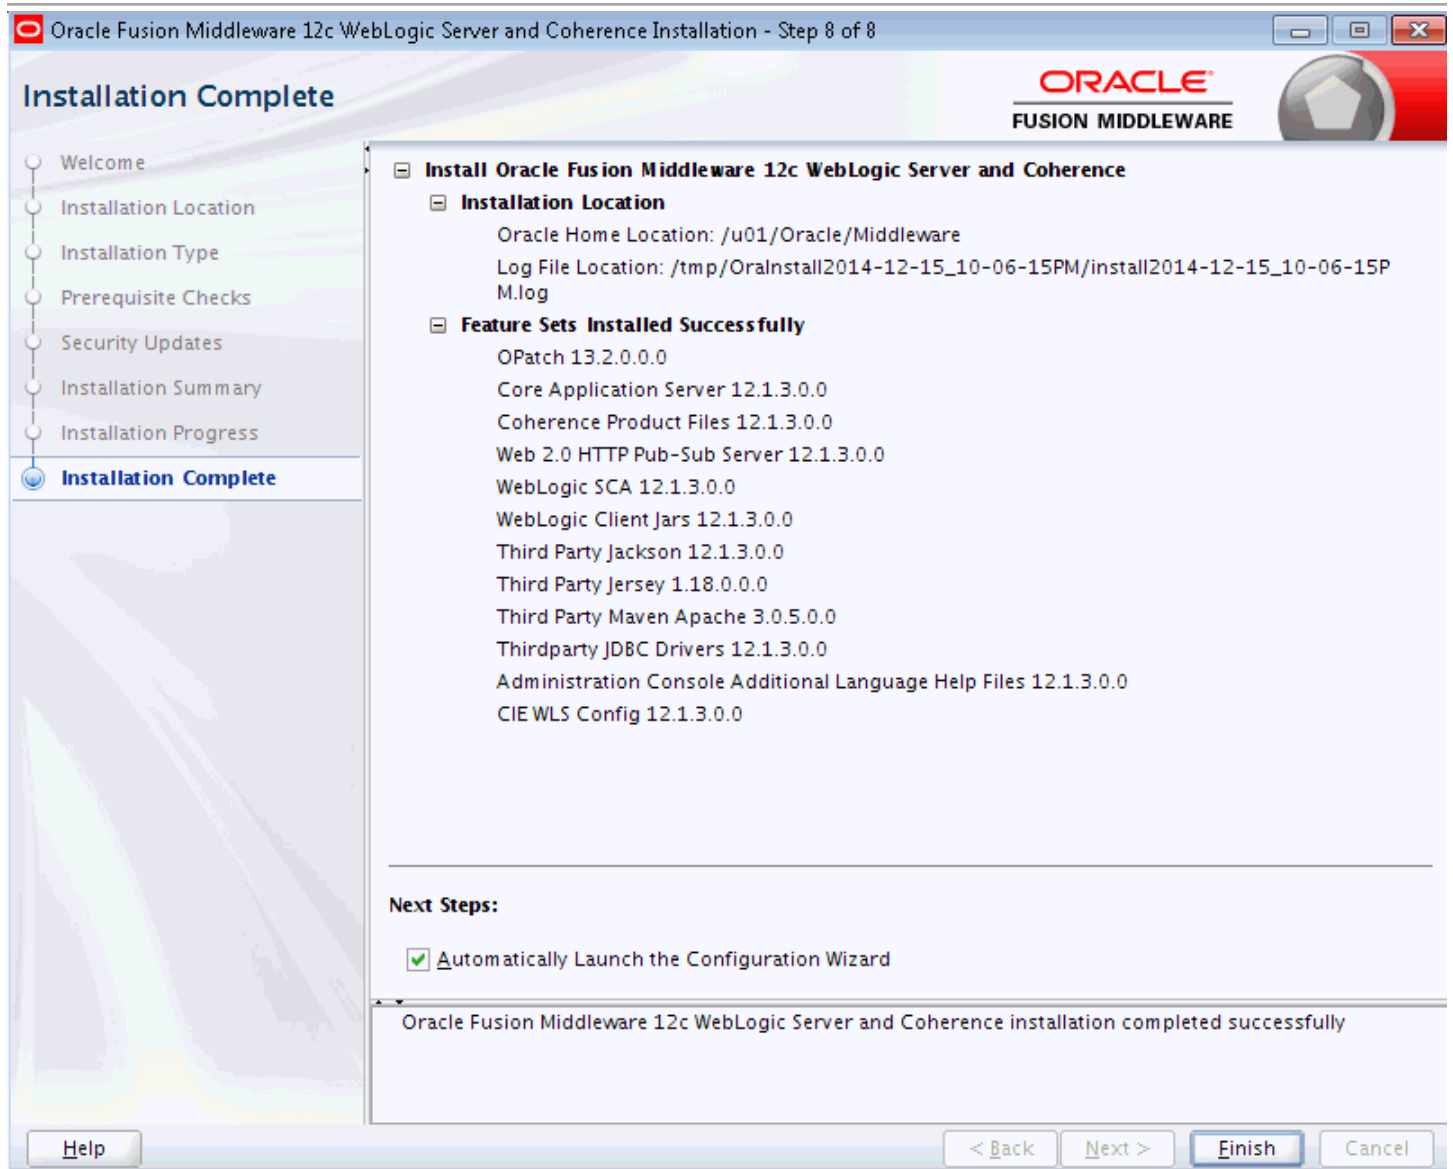 Oracle Fusion Middleware 12c WebLogic Server and Coherence Installation - Step 8 of 8
Installation Complete
ORACLE
FUSION MIDDLEWARE
Welcome
Installation Location
Installation Type
Prerequisite Checks
Security Updates
Installation Summary
Installation Progress
Installation Complete
Install Oracle Fusion Middleware 12c WebLogic Server and Coherence
Installation Location
Oracle Home Location: /u01/Oracle/Middleware
Log File Location: /tmp/OraInstall2014-12-15_10-06-15PM/install2014-12-15_10-06-15P
M.log
Feature Sets Installed Successfully
OPatch 13.2.0.0.0
Core Application Server 12.1.3.0.0
Coherence Product Files 12.1.3.0.0
Web 2.0 HTTP Pub-Sub Server 12.1.3.0.0
WebLogic SCA 12.1.3.0.0
WebLogic Client Jars 12.1.3.0.0
Third Party Jackson 12.1.3.0.0
Third Party Jersey 1.18.0.0.0
Third Party Maven Apache 3.0.5.0.0
Thirdparty JDBC Drivers 12.1.3.0.0
Administration Console Additional Language Help Files 12.1.3.0.0
CIE WLS Config 12.1.3.0.0
Next Steps:
Automatically Launch the Configuration Wizard
Oracle Fusion Middleware 12c WebLogic Server and Coherence installation completed successfully
Help
< Back
Next >
Finish
Cancel